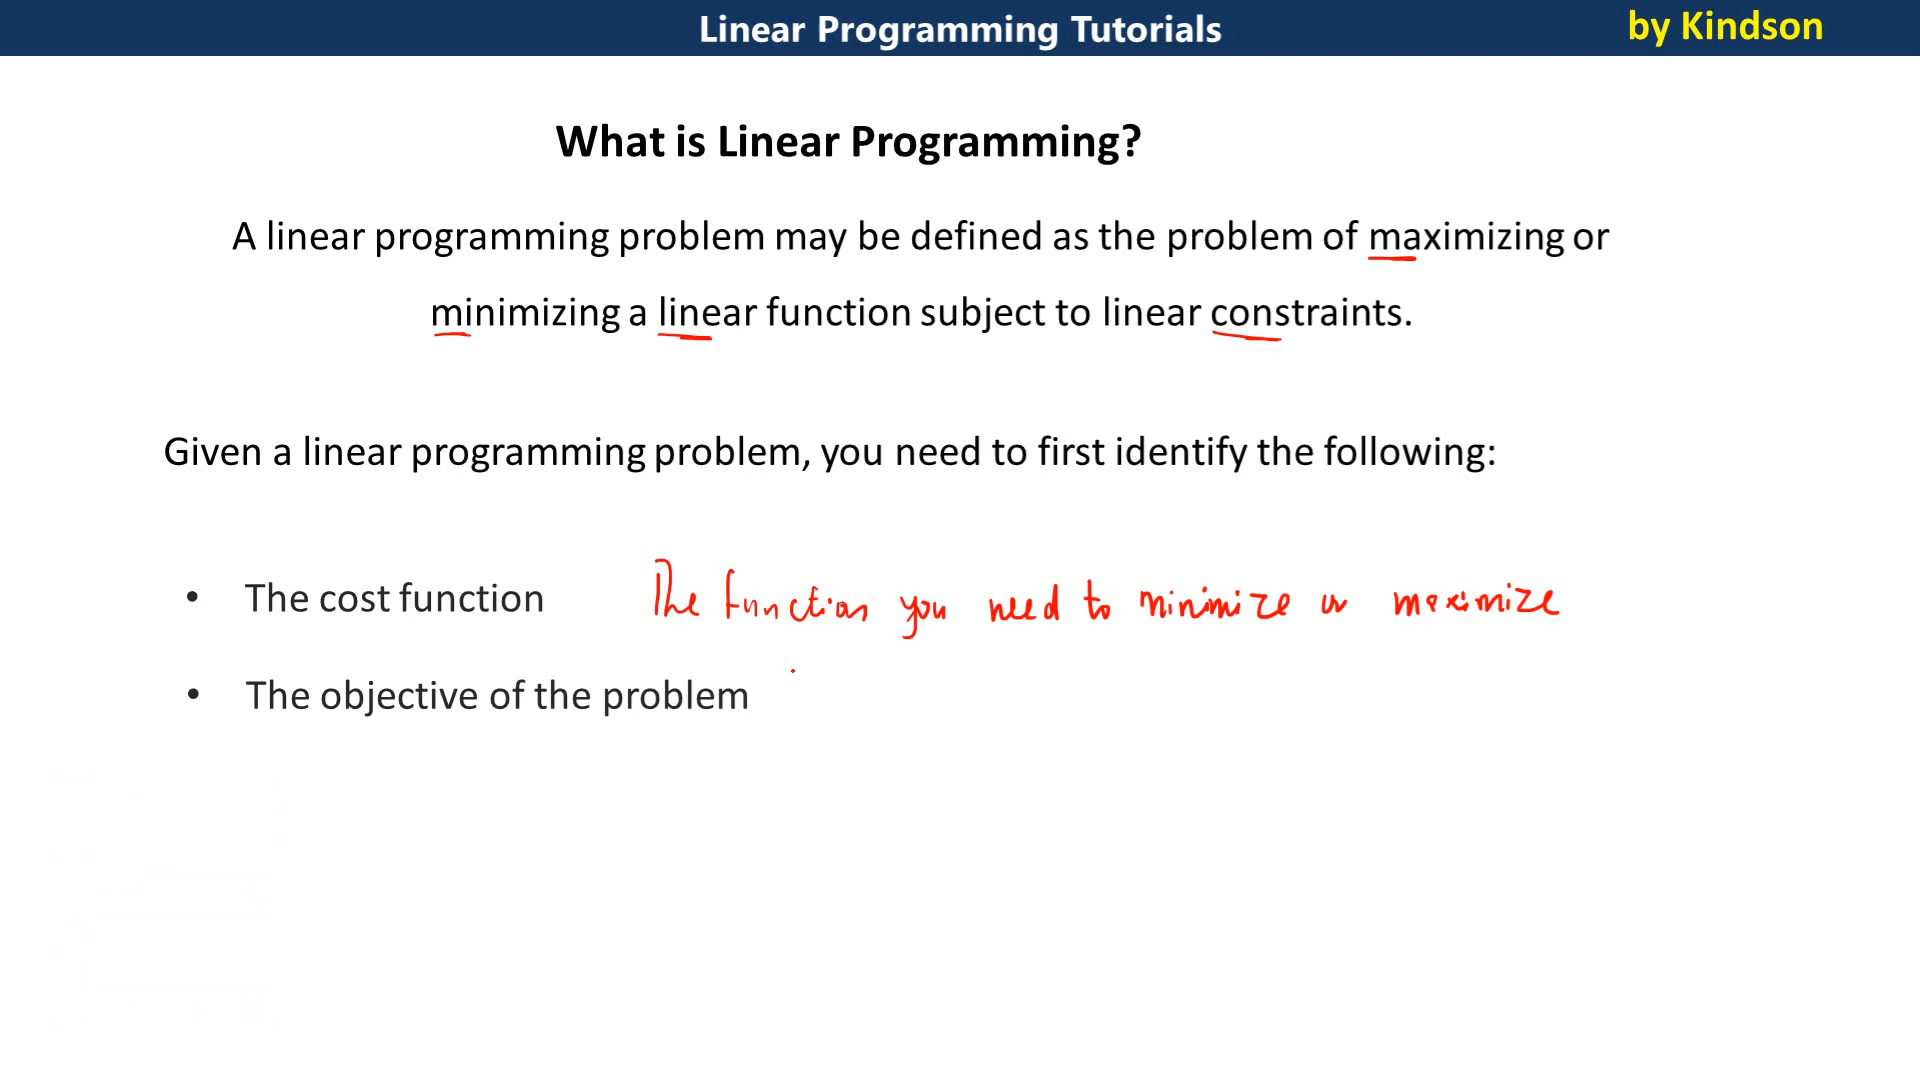 Linear Programming Tutorials
by Kindson
What is Linear Programming?
A linear programming problem may be defined as the problem of maximizing or
minimizing a linear function subject to linear constraints.
Given a linear programming problem, you need to first identify the following:
• The cost function The function you need to minimize or maximize
• The objective of the problem